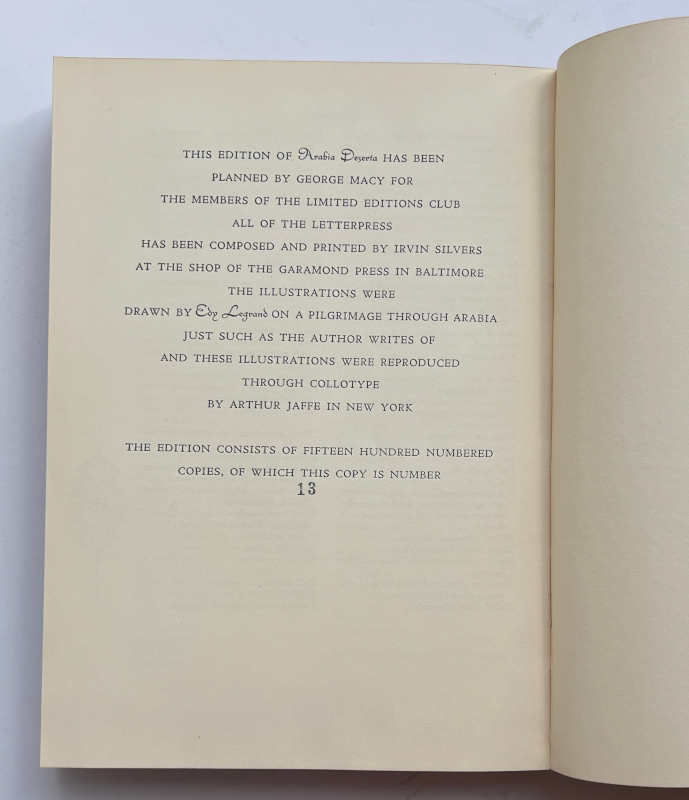 THIS EDITION OF Arabia Deserta HAS BEEN
PLANNED BY GEORGE MACY FOR
THE MEMBERS OF THE LIMITED EDITIONS CLUB
ALL OF THE LETTERPRESS
HAS BEEN COMPOSED AND PRINTED BY IRVIN SILVERS
AT THE SHOP OF THE GARAMOND PRESS IN BALTIMORE
THE ILLUSTRATIONS WERE
DRAWN BY Edy Legrand ON A PILGRIMAGE THROUGH ARABIA
JUST SUCH AS THE AUTHOR WRITES OF
AND THESE ILLUSTRATIONS WERE REPRODUCED
THROUGH COLLOTYPE
BY ARTHUR JAFFE IN NEW YORK
THE EDITION CONSISTS OF FIFTEEN HUNDRED NUMBERED
COPIES, OF WHICH THIS COPY IS NUMBER
13